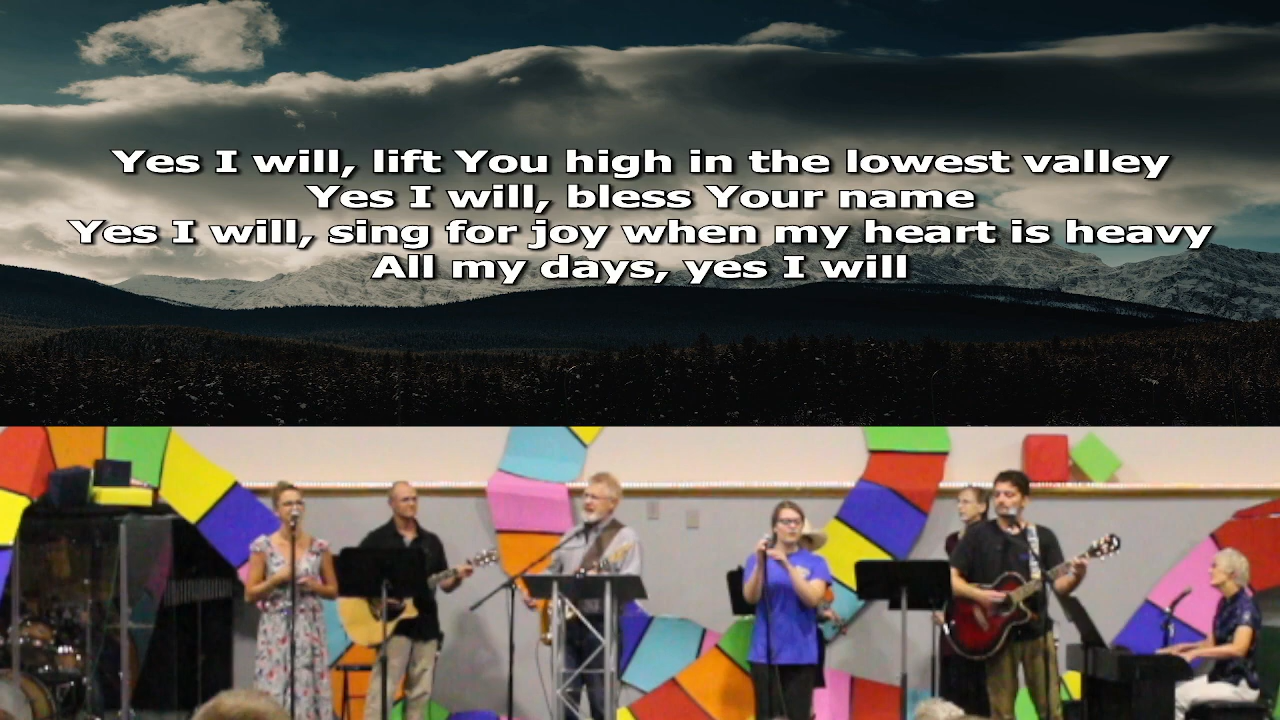 Yes I will, lift You high in the lowest valley
Yes I will, bless Your name
Yes I will, sing for joy when my heart is heavy
All my days, yes I will